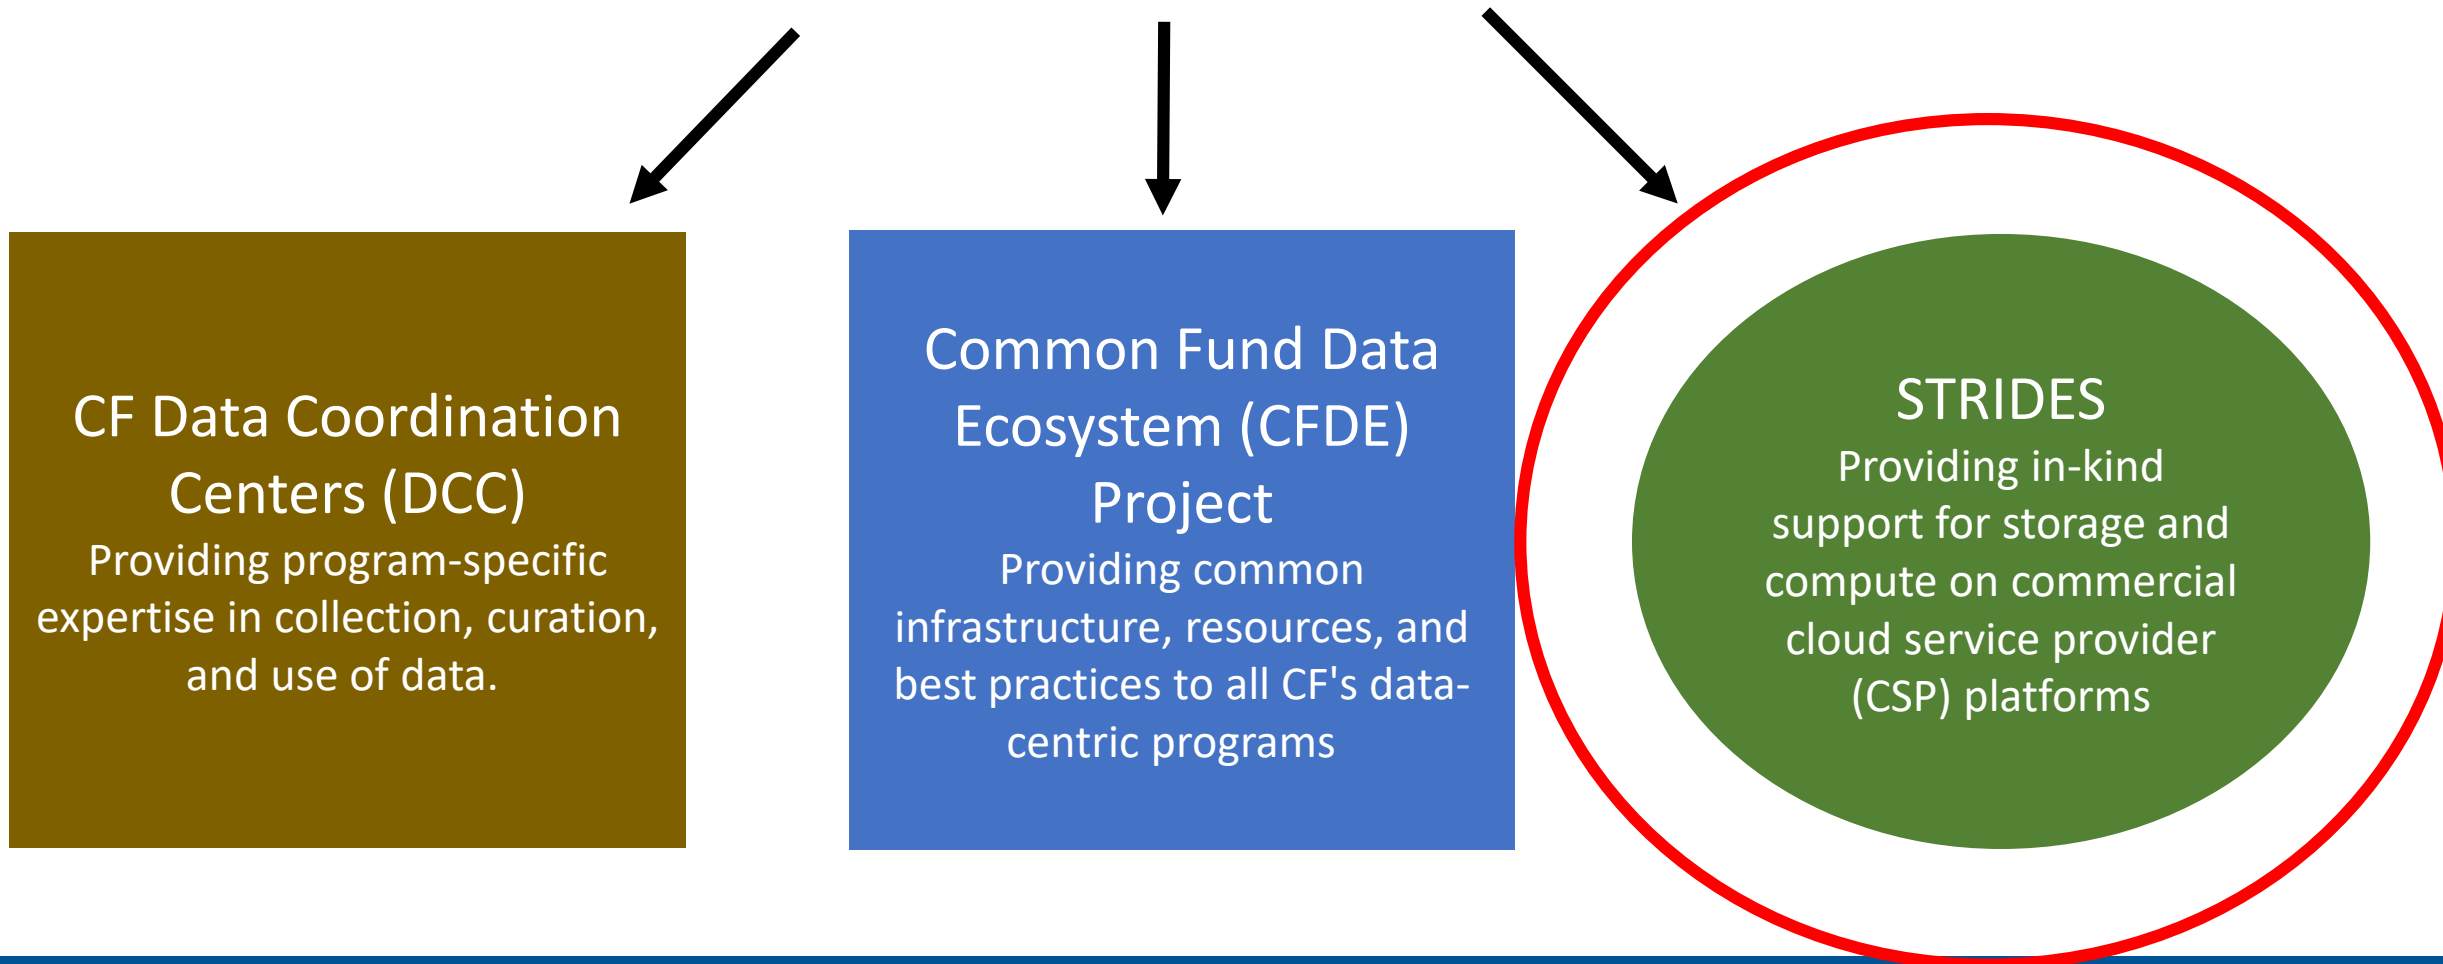 CF Data Coordination
Centers (DCC)
Providing program-specific
expertise in collection, curation,
and use of data.
Common Fund Data
Ecosystem (CFDE)
Project
Providing common
infrastructure, resources, and
best practices to all CF's data-
centric programs
STRIDES
Providing in-kind
support for storage and
compute on commercial
cloud service provider
(CSP) platforms